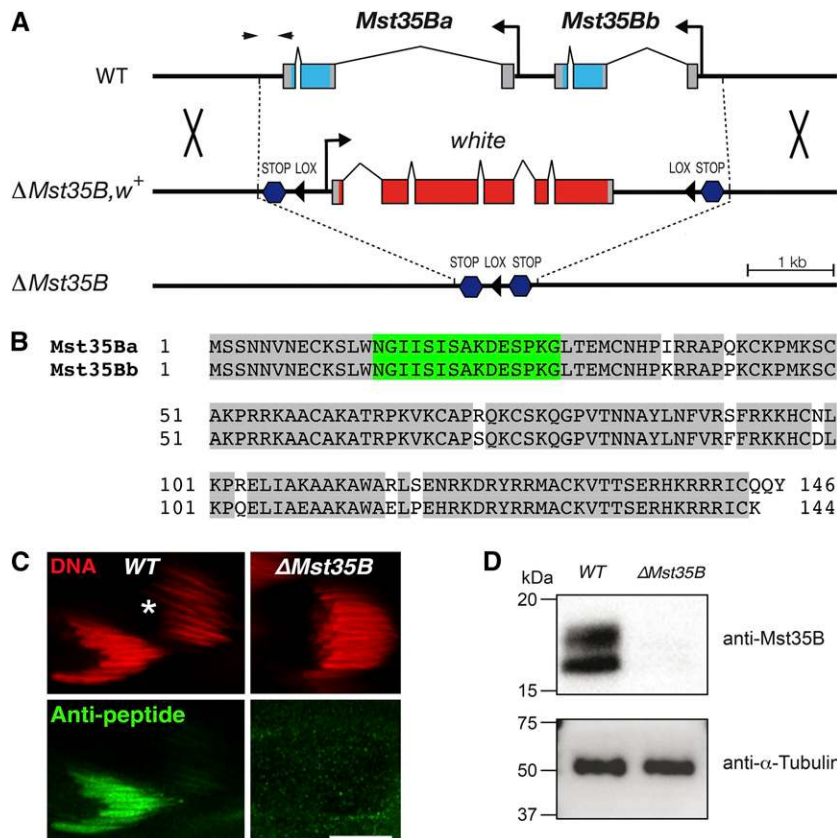 A
Mst35Ba Mst35Bb
WT
white
STOP LOX LOX STOP
ΔMst35B,w+
STOP LOX STOP
ΔMst35B
1 kb
B
Mst35Ba 1 MSSNNVNECKSLWNGIISISAKDESPKGLTEMCNHPIRRAPQKCKPMKSC
Mst35Bb 1 MSSNNVNECKSLWNGIISISAKDESPKGLTEMCNHPKRRAPPKCKPMKSC
51 AKPRRKAACAKATRPKVKCAPRQKCSKQGPVTNNAYLNFVRSFRKKHCNL
51 AKPRRKAACAKATRPKVKCAPSQKCSKQGPVTNNAYLNFVRFFRKKHCDL
101 KPRELIAKAAKAWARLSENRKDRYRRMACKVTTSERHKRRRICQQY 146
101 KPQELIAEAAKAWAELPEHRKDRYRRMACKVTTSERHKRRRICK 144
C
DNA WT ΔMst35B
*
Anti-peptide
D
kDa WT ΔMst35B
20
anti-Mst35B
15
75
50 anti-α-Tubulin
37